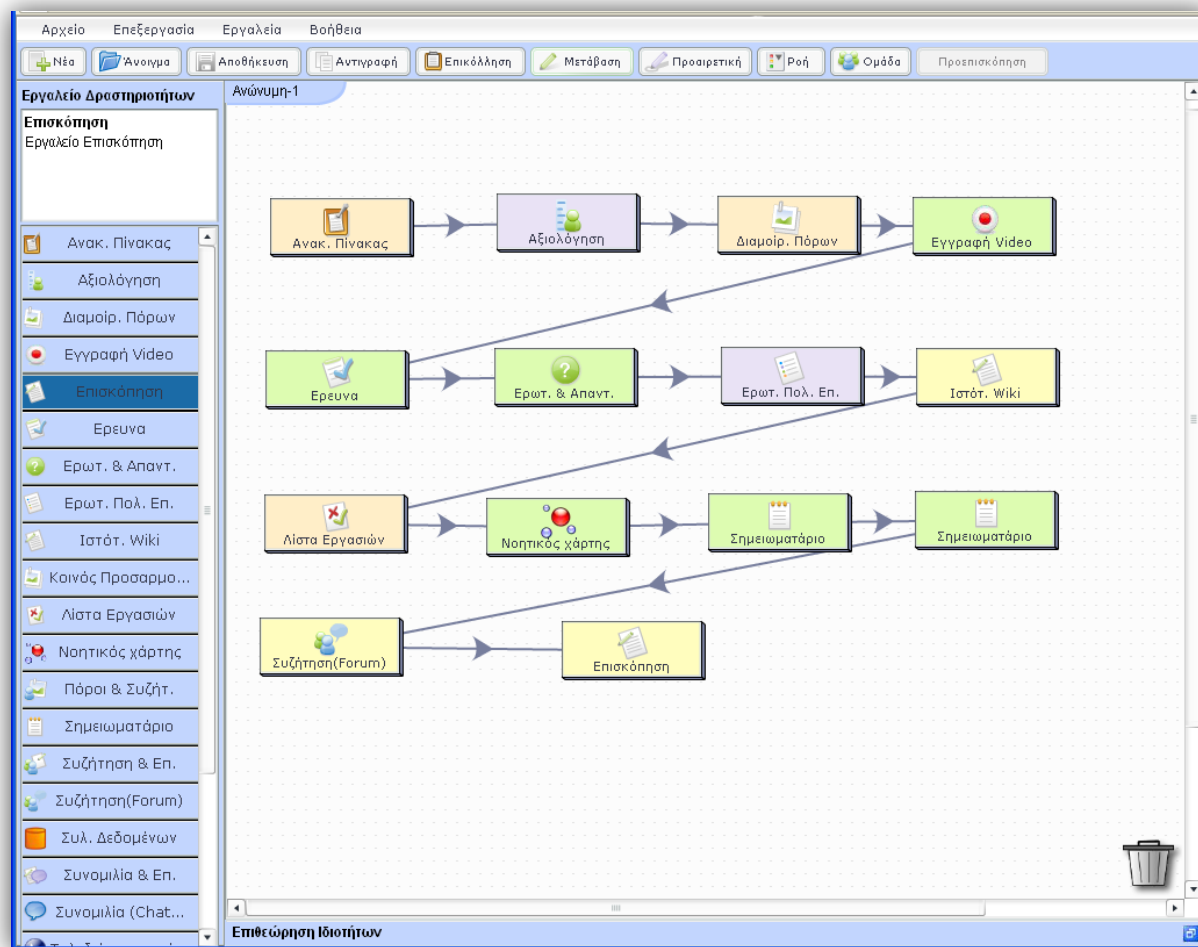 Αρχείο Επεξεργασία Εργαλεία Βοήθεια
Νέα Άνοιγμα Αποθήκευση Αντιγραφή Επικόλληση Μετάβαση Προαιρετική Ροή Ομάδα Προεπισκόπηση
Εργαλείο Δραστηριοτήτων
Επισκόπηση
Εργαλείο Επισκόπηση
Ανακ. Πίνακας
Αξιολόγηση
Διαμοίρ. Πόρων
Εγγραφή Video
Επισκόπηση
Ερευνα
Ερωτ. & Απαντ.
Ερωτ. Πολ. Επ.
Ιστότ. Wiki
Κοινός Προσαρμο...
Λίστα Εργασιών
Νοητικός χάρτης
Πόροι & Συζήτ.
Σημειωματάριο
Συζήτηση & Επ.
Συζήτηση(Forum)
Συλ. Δεδομένων
Συνομιλία & Επ.
Συνομιλία (Chat...
Ανώνυμη-1
Ανακ. Πίνακας
Αξιολόγηση
Διαμοίρ. Πόρων
Εγγραφή Video
Ερευνα
Ερωτ. & Απαντ.
Ερωτ. Πολ. Επ.
Ιστότ. Wiki
Λίστα Εργασιών
Νοητικός χάρτης
Σημειωματάριο
Σημειωματάριο
Συζήτηση(Forum)
Επισκόπηση
Επιθεώρηση Ιδιοτήτων